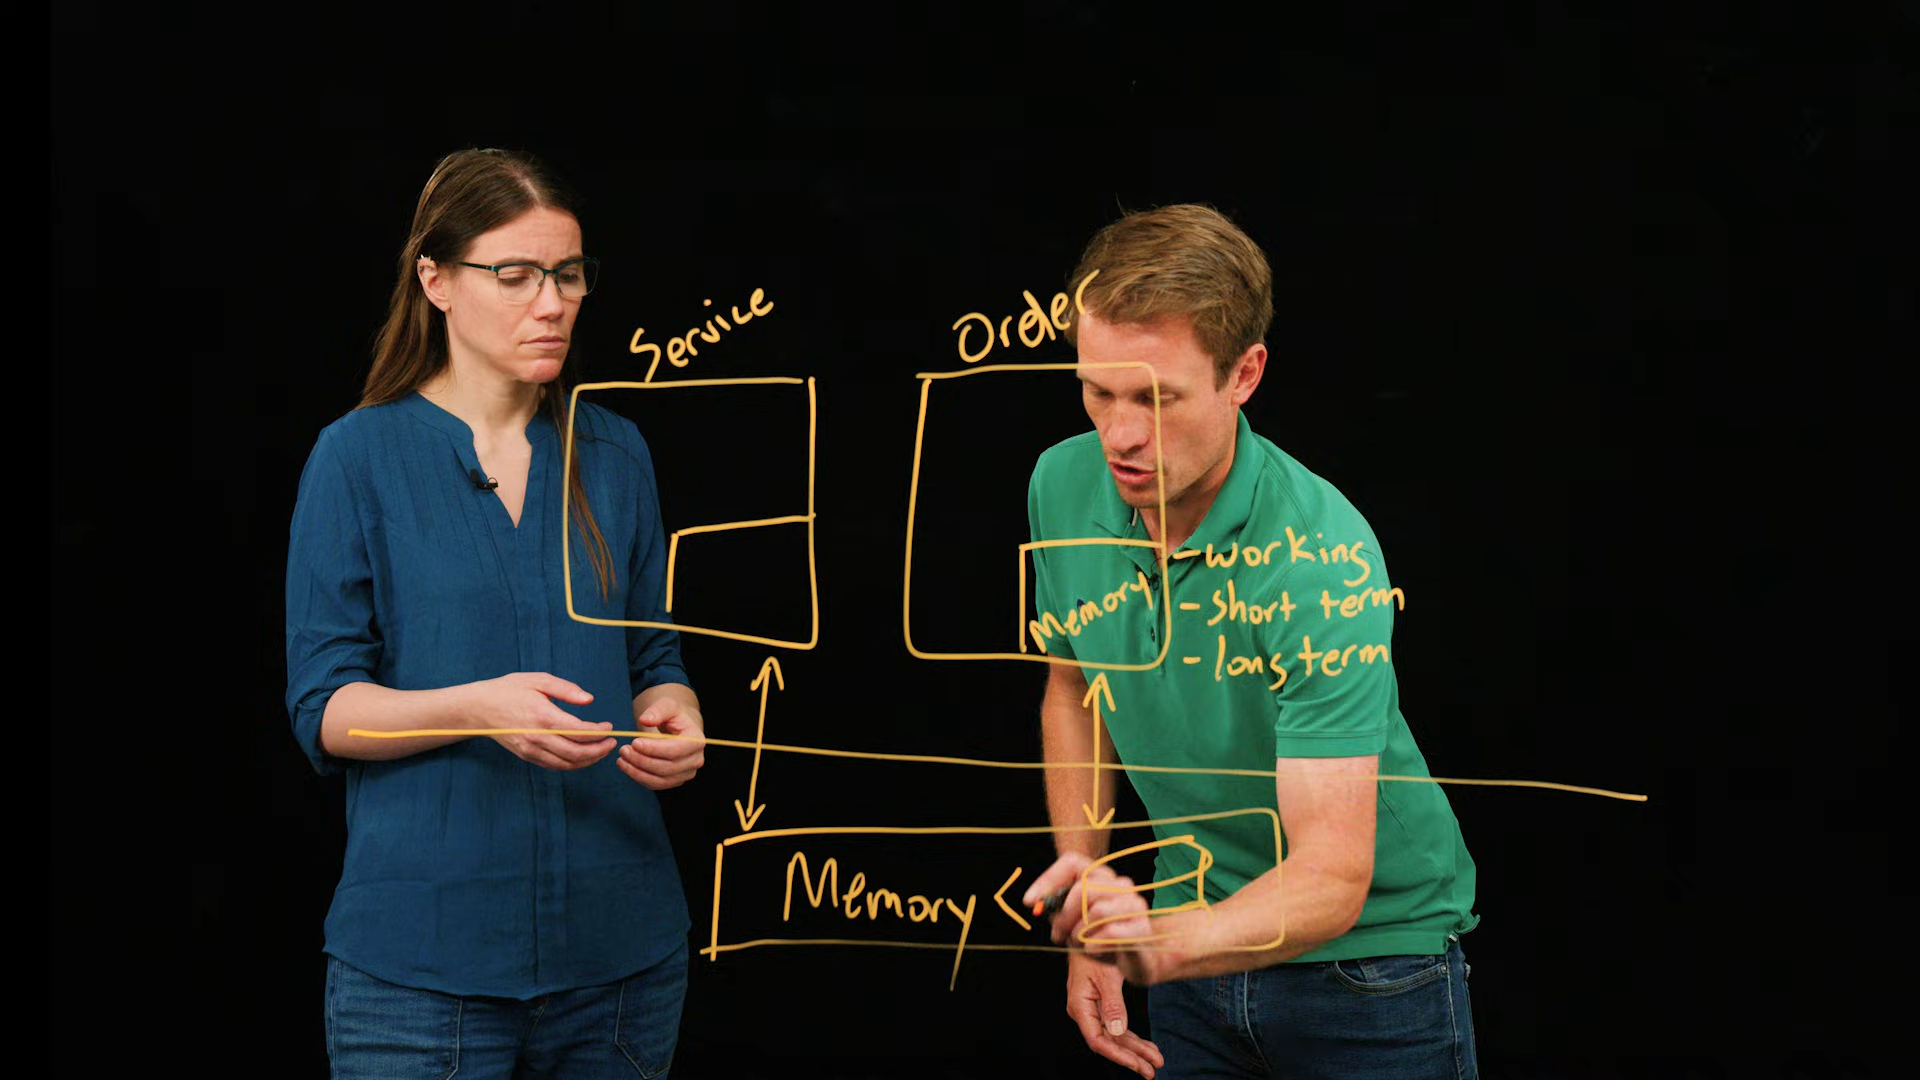 Service
Order
Memory
- working
- short term
- long term
Memory <